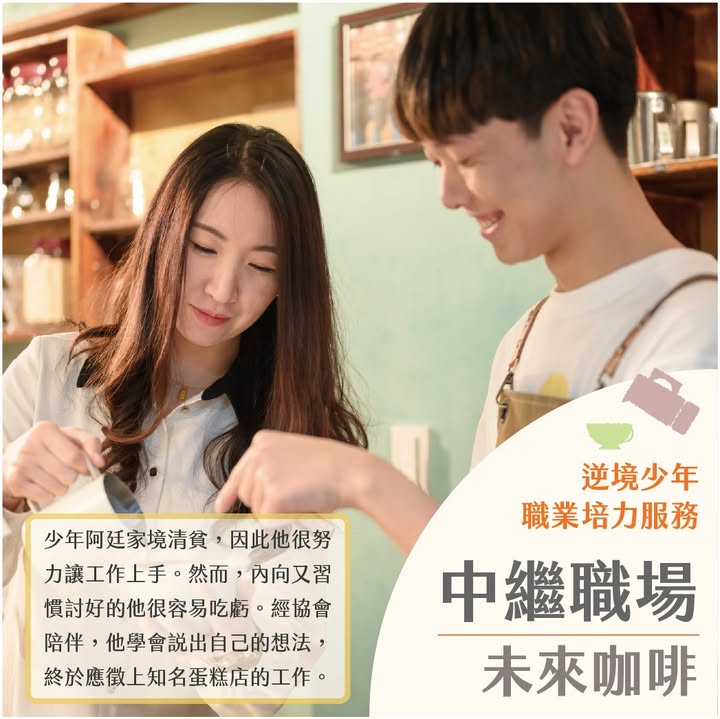 逆境少年
職業培力服務
中繼職場
未來咖啡
少年阿廷家境清貧，因此他很努
力讓工作上手。然而，內向又習
慣討好的他很容易吃虧。經協會
陪伴，他學會說出自己的想法，
終於應徵上知名蛋糕店的工作。